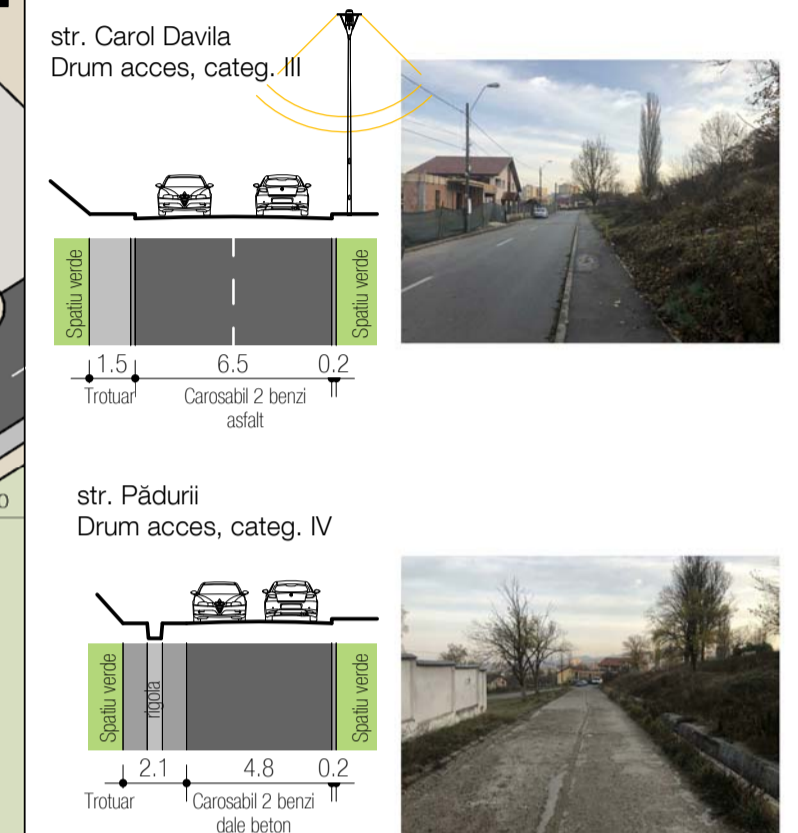 str. Carol Davila
Drum acces, categ. III
Spatiu verde
Spatiu verde
1.5 6.5 0.2
Trotuar Carosabil 2 benzi
asfalt
str. Pădurii
Drum acces, categ. IV
Spatiu verde
rigola
Spatiu verde
2.1 4.8 0.2
Trotuar Carosabil 2 benzi
dale beton